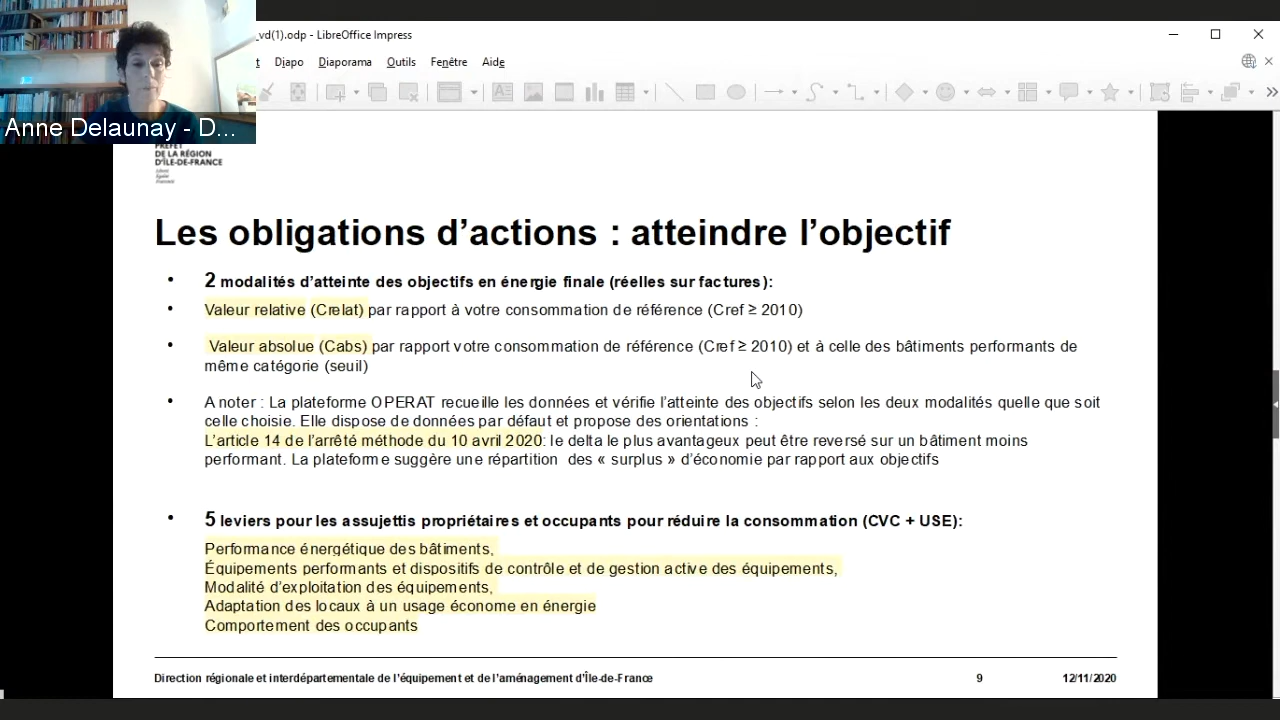 _vd(1).odp - LibreOffice Impress
t Diapo Diaporama Outils Fenêtre Aide
Anne Delaunay - D...
PRÉFET
DE LA RÉGION
D'ÎLE-DE-FRANCE
Liberté
Égalité
Fraternité
Les obligations d’actions : atteindre l’objectif
• 2 modalités d’atteinte des objectifs en énergie finale (réelles sur factures):
• Valeur relative (Crelat) par rapport à votre consommation de référence (Cref ≥ 2010)
• Valeur absolue (Cabs) par rapport votre consommation de référence (Cref ≥ 2010) et à celle des bâtiments performants de
même catégorie (seuil)
• A noter : La plateforme OPERAT recueille les données et vérifie l’atteinte des objectifs selon les deux modalités quelle que soit
celle choisie. Elle dispose de données par défaut et propose des orientations :
L’article 14 de l’arrêté méthode du 10 avril 2020: le delta le plus avantageux peut être reversé sur un bâtiment moins
performant. La plateforme suggère une répartition des « surplus » d’économie par rapport aux objectifs
• 5 leviers pour les assujettis propriétaires et occupants pour réduire la consommation (CVC + USE):
Performance énergétique des bâtiments,
Équipements performants et dispositifs de contrôle et de gestion active des équipements,
Modalité d’exploitation des équipements,
Adaptation des locaux à un usage économe en énergie
Comportement des occupants
Direction régionale et interdépartementale de l’équipement et de l’aménagement d’Île-de-France 9 12/11/2020